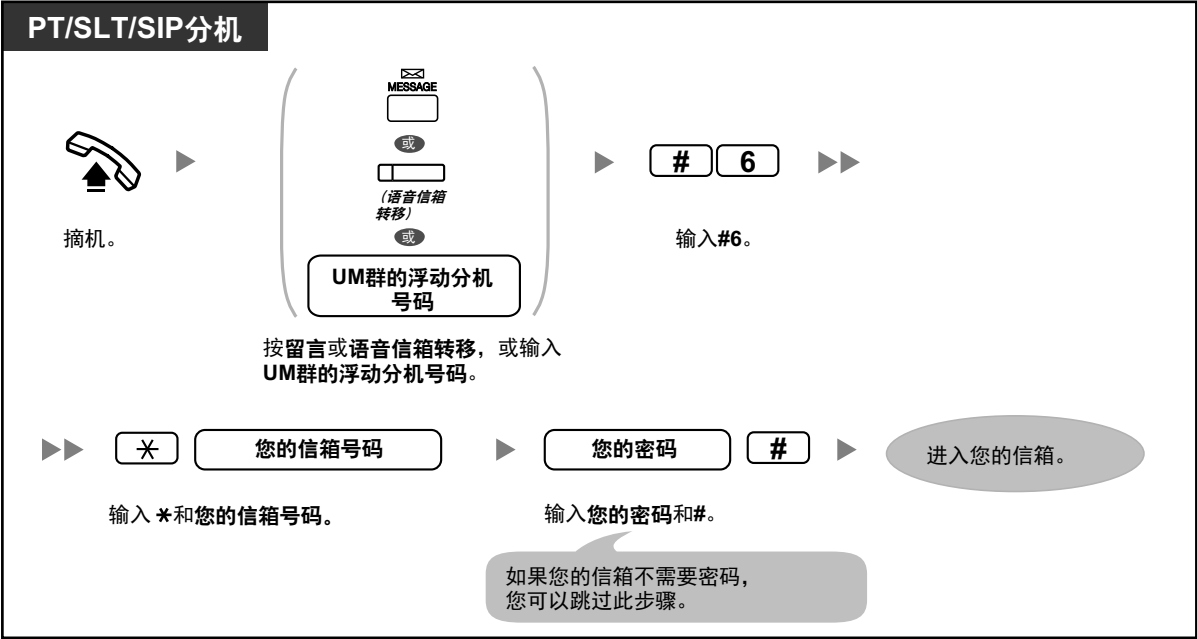 PT/SLT/SIP分机
MESSAGE
或
（语音信箱
转移）
或
UM群的浮动分机
号码
# 6
摘机。
按留言或语音信箱转移，或输入
UM群的浮动分机号码。
输入#6。
* 您的信箱号码
您的密码 #
进入您的信箱。
输入 *和您的信箱号码。
输入您的密码和#。
如果您的信箱不需要密码，
您可以跳过此步骤。